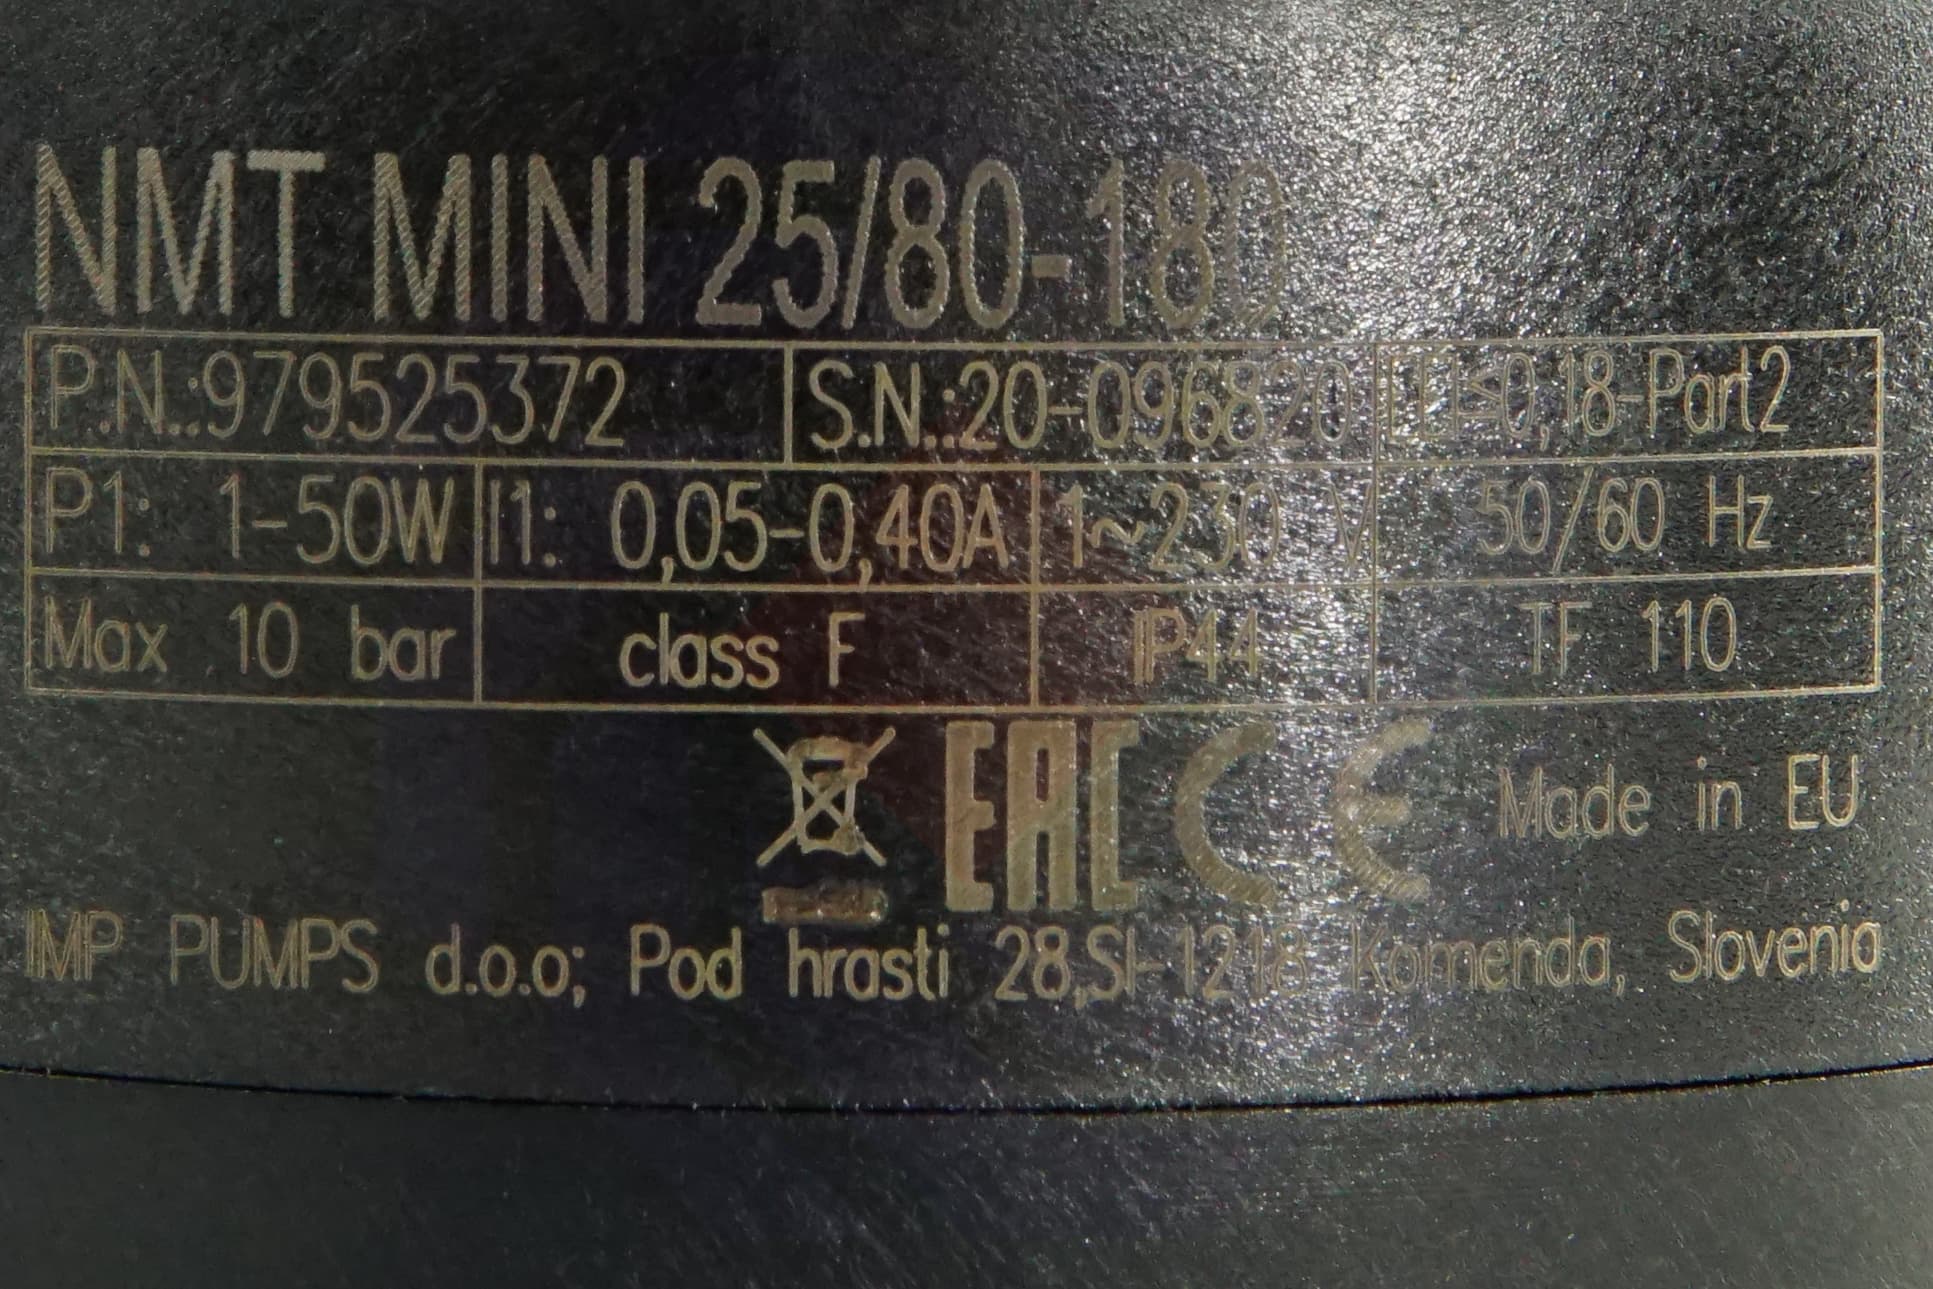 NMT MINI 25/80-180
P.N.:979525372 S.N.:20-096820 EEI≤0,18-Part2
P1: 1-50W I1: 0,05-0,40A 1~230 V 50/60 Hz
Max 10 bar class F IP44 TF 110
EAC CE Made in EU
IMP PUMPS d.o.o; Pod hrasti 28,SI-1218 Komenda, Slovenia